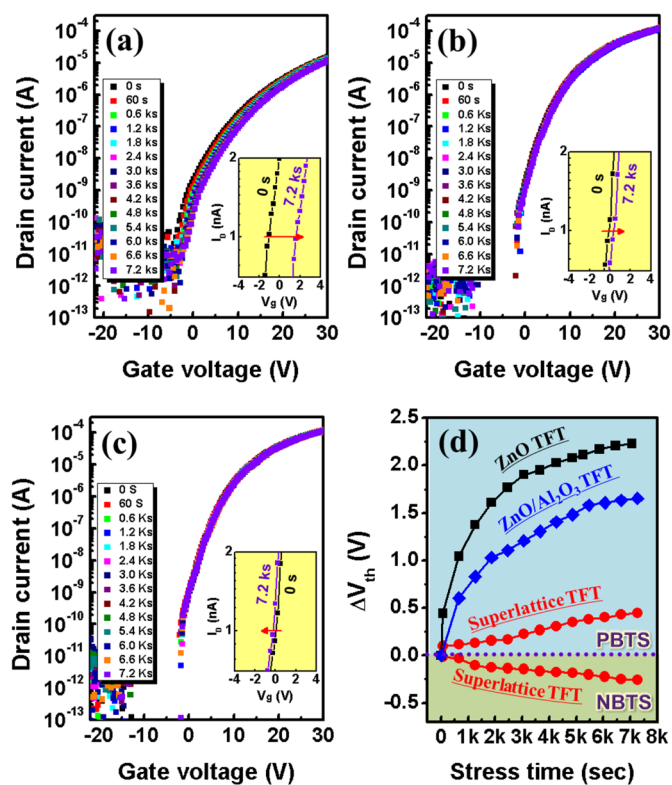 (a)
Drain current (A)
10⁻⁴
10⁻⁵
10⁻⁶
10⁻⁷
10⁻⁸
10⁻⁹
10⁻¹⁰
10⁻¹¹
10⁻¹²
10⁻¹³
0 s
60 s
0.6 ks
1.2 ks
1.8 ks
2.4 ks
3.0 ks
3.6 ks
4.2 ks
4.8 ks
5.4 ks
6.0 ks
6.6 ks
7.2 ks
2
1
I_D (nA)
0 s
7.2 ks
-4 -2 0 2 4
Vg (V)
-20 -10 0 10 20 30
Gate voltage (V)
(b)
Drain current (A)
10⁻⁴
10⁻⁵
10⁻⁶
10⁻⁷
10⁻⁸
10⁻⁹
10⁻¹⁰
10⁻¹¹
10⁻¹²
10⁻¹³
0 s
60 s
0.6 ks
1.2 ks
1.8 ks
2.4 ks
3.0 ks
3.6 ks
4.2 ks
4.8 ks
5.4 ks
6.0 ks
6.6 ks
7.2 ks
2
1
I_D (nA)
0 s
7.2 ks
-4 -2 0 2 4
Vg (V)
-20 -10 0 10 20 30
Gate voltage (V)
(c)
Drain current (A)
10⁻⁴
10⁻⁵
10⁻⁶
10⁻⁷
10⁻⁸
10⁻⁹
10⁻¹⁰
10⁻¹¹
10⁻¹²
10⁻¹³
0 S
60 S
0.6 Ks
1.2 Ks
1.8 Ks
2.4 Ks
3.0 Ks
3.6 Ks
4.2 Ks
4.8 Ks
5.4 Ks
6.0 Ks
6.6 Ks
7.2 Ks
2
1
I_D (nA)
7.2 ks
0 s
-4 -2 0 2 4
Vg (V)
-20 -10 0 10 20 30
Gate voltage (V)
(d)
ΔV_th (V)
2.5
2.0
1.5
1.0
0.5
0.0
-0.5
ZnO TFT
ZnO/Al₂O₃ TFT
Superlattice TFT
PBTS
Superlattice TFT
NBTS
0 1k 2k 3k 4k 5k 6k 7k 8k
Stress time (sec)